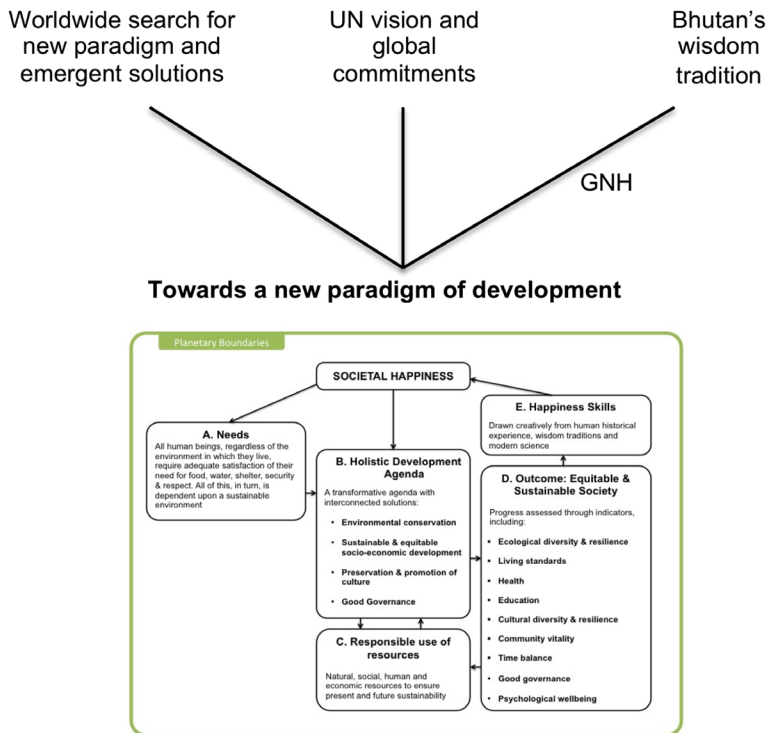 Worldwide search for
new paradigm and
emergent solutions
UN vision and
global
commitments
Bhutan's
wisdom
tradition
GNH
Towards a new paradigm of development
Planetary Boundaries
SOCIETAL HAPPINESS
A. Needs
All human beings, regardless of the
environment in which they live,
require adequate satisfaction of their
need for food, water, shelter, security
& respect. All of this, in turn, is
dependent upon a sustainable
environment
B. Holistic Development
Agenda
A transformative agenda with
interconnected solutions:
• Environmental conservation
• Sustainable & equitable
socio-economic development
• Preservation & promotion of
culture
• Good Governance
C. Responsible use of
resources
Natural, social, human and
economic resources to ensure
present and future sustainability
E. Happiness Skills
Drawn creatively from human historical
experience, wisdom traditions and
modern science
D. Outcome: Equitable &
Sustainable Society
Progress assessed through indicators,
including:
▪ Ecological diversity & resilience
▪ Living standards
▪ Health
▪ Education
▪ Cultural diversity & resilience
▪ Community vitality
▪ Time balance
▪ Good governance
▪ Psychological wellbeing